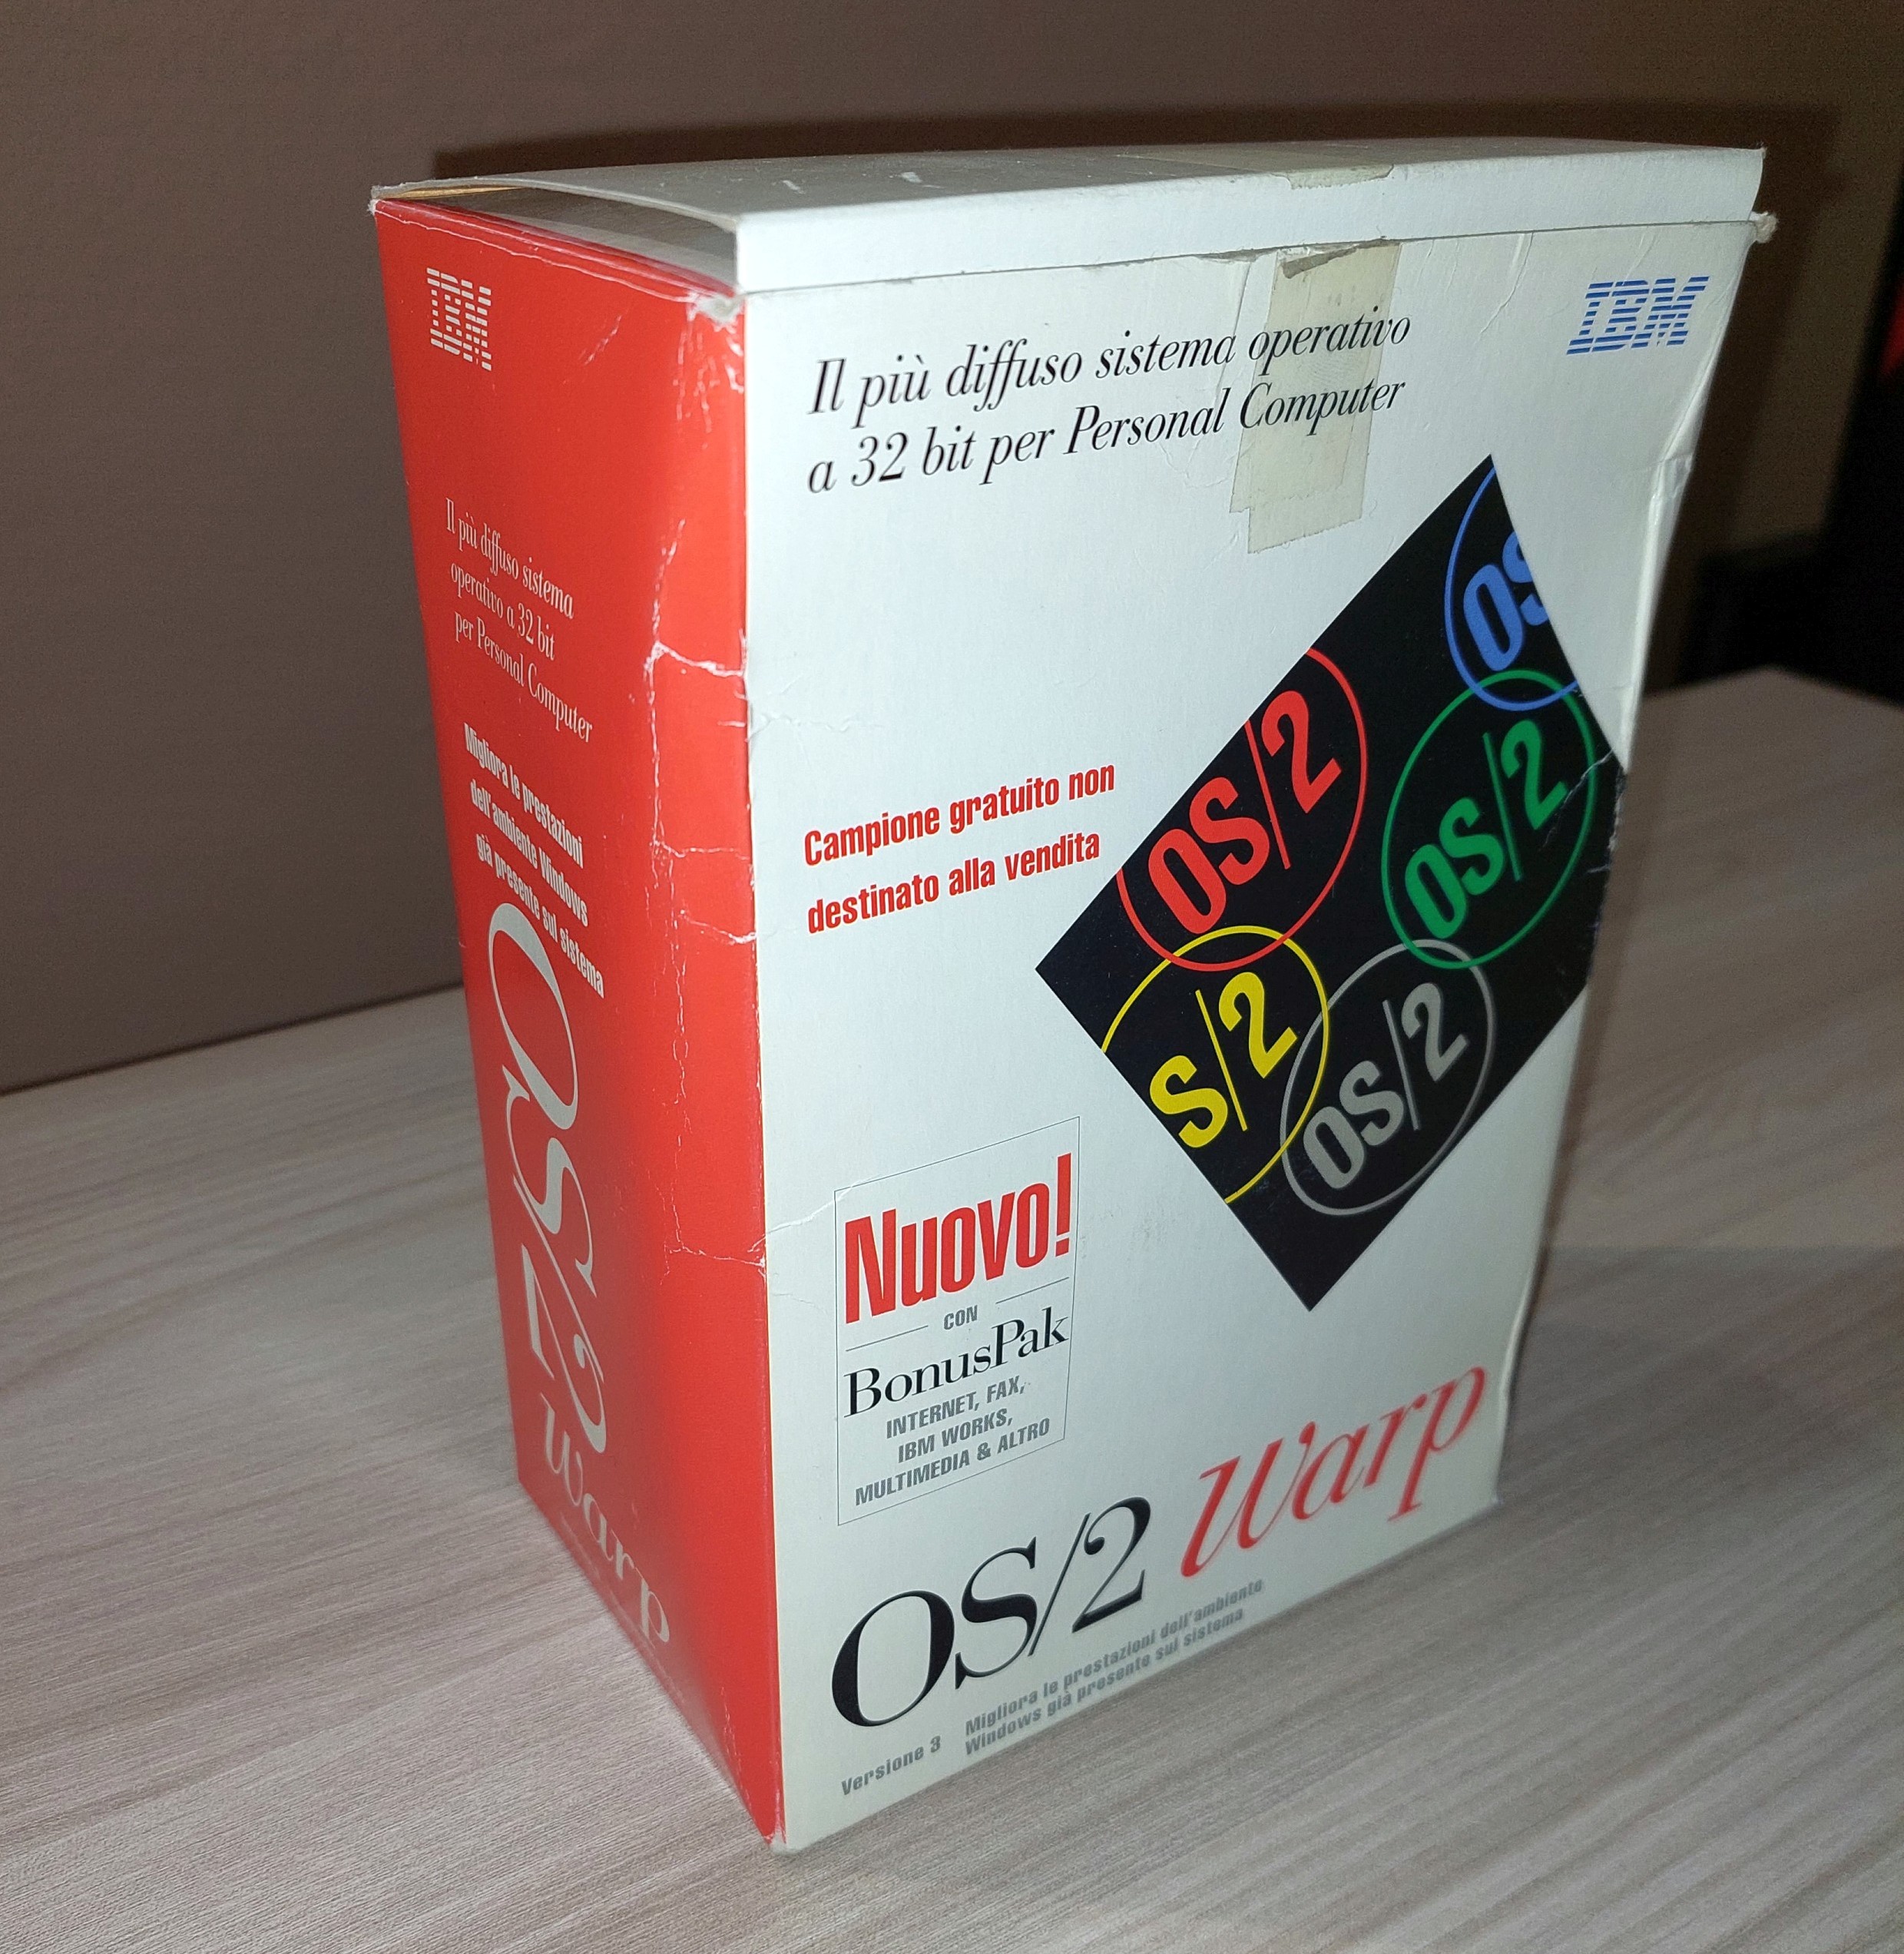 IBM
Il più diffuso sistema
operativo a 32 bit
per Personal Computer
Migliora le prestazioni
dell'ambiente Windows
già presente sul sistema
OS/2 Warp
Il più diffuso sistema operativo
a 32 bit per Personal Computer
IBM
OS
OS/2
OS/2
S/2
OS/2
Campione gratuito non
destinato alla vendita
Nuovo!
CON
BonusPak
INTERNET, FAX,
IBM WORKS,
MULTIMEDIA & ALTRO
OS/2 Warp
Versione 3
Migliora le prestazioni dell'ambiente
Windows già presente sul sistema